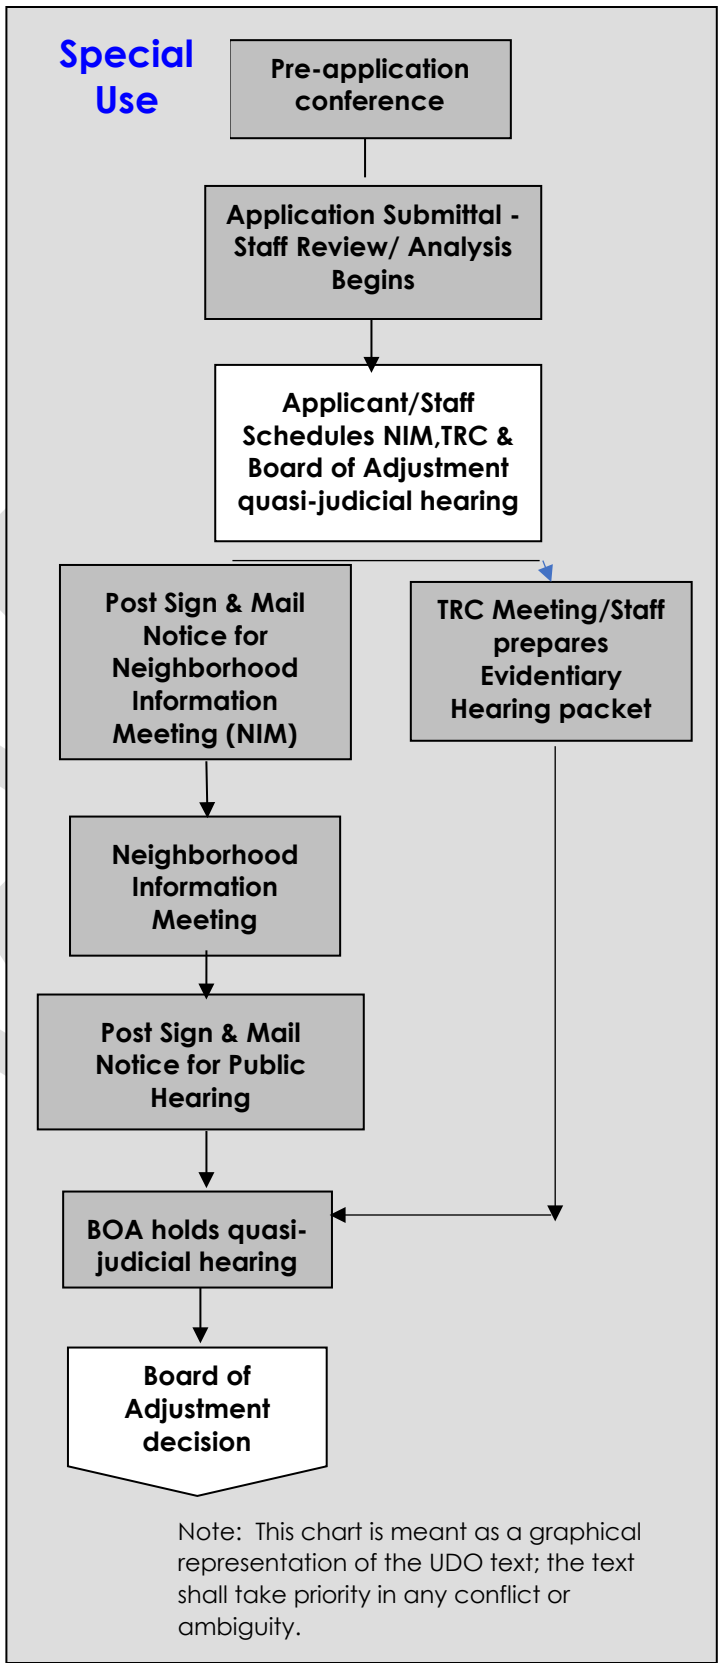 Special
Use
Pre-application
conference
Application Submittal -
Staff Review/ Analysis
Begins
Applicant/Staff
Schedules NIM,TRC &
Board of Adjustment
quasi-judicial hearing
Post Sign & Mail
Notice for
Neighborhood
Information
Meeting (NIM)
TRC Meeting/Staff
prepares
Evidentiary
Hearing packet
Neighborhood
Information
Meeting
Post Sign & Mail
Notice for Public
Hearing
BOA holds quasi-
judicial hearing
Board of
Adjustment
decision
Note: This chart is meant as a graphical
representation of the UDO text; the text
shall take priority in any conflict or
ambiguity.